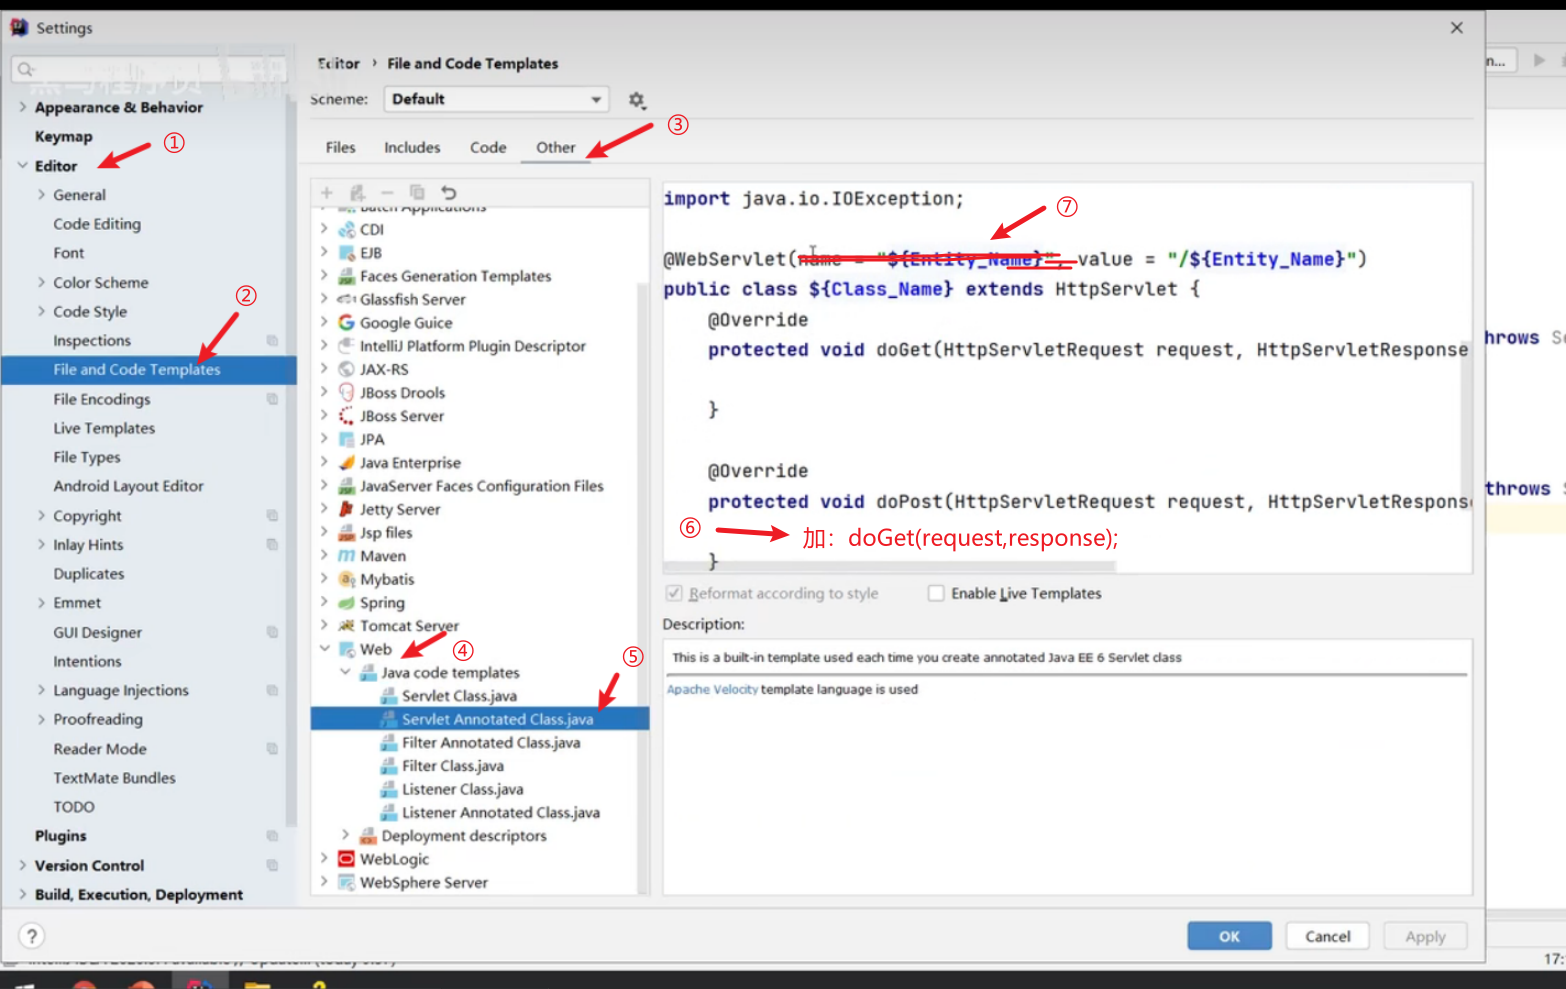 Settings
Editor › File and Code Templates
Scheme: Default
Appearance & Behavior
Keymap
Editor
①
General
Code Editing
Font
Color Scheme
②
Code Style
Inspections
File and Code Templates
File Encodings
Live Templates
File Types
Android Layout Editor
Copyright
Inlay Hints
Duplicates
Emmet
GUI Designer
Intentions
Language Injections
Proofreading
Reader Mode
TextMate Bundles
TODO
Plugins
Version Control
Build, Execution, Deployment
Files Includes Code Other
③
Batch Applications
CDI
EJB
Faces Generation Templates
Glassfish Server
Google Guice
IntelliJ Platform Plugin Descriptor
JAX-RS
JBoss Drools
JBoss Server
JPA
Java Enterprise
JavaServer Faces Configuration Files
Jetty Server
Jsp files
Maven
Mybatis
Spring
Tomcat Server
Web
④
Java code templates
⑤
Servlet Class.java
Servlet Annotated Class.java
Filter Annotated Class.java
Filter Class.java
Listener Class.java
Listener Annotated Class.java
Deployment descriptors
WebLogic
WebSphere Server
import java.io.IOException;
⑦
@WebServlet(name = "${Entity_Name}", value = "/${Entity_Name}")
public class ${Class_Name} extends HttpServlet {
@Override
protected void doGet(HttpServletRequest request, HttpServletResponse
}
@Override
protected void doPost(HttpServletRequest request, HttpServletRespons
⑥ 加：doGet(request,response);
}
Reformat according to style Enable Live Templates
Description:
This is a built-in template used each time you create annotated Java EE 6 Servlet class
Apache Velocity template language is used
? OK Cancel Apply
n...
hrows Se
throws
17: